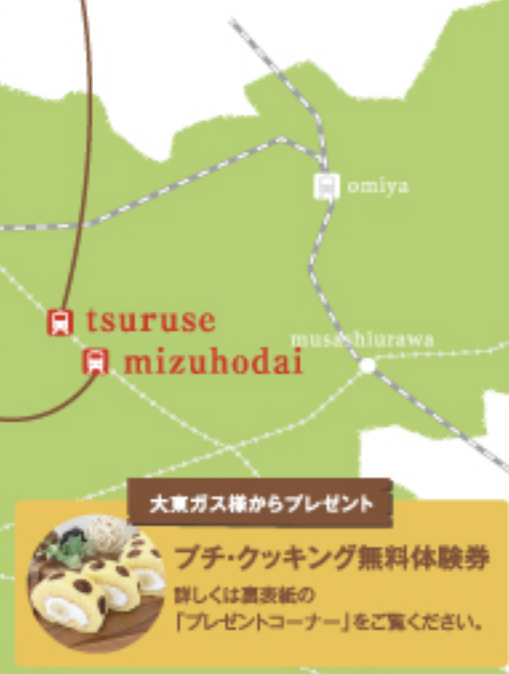 omiya
tsuruse
musashiurawa
mizuhodai
大東ガス様からプレゼント
プチ・クッキング無料体験券
詳しくは裏表紙の
「プレゼントコーナー」をご覧ください。